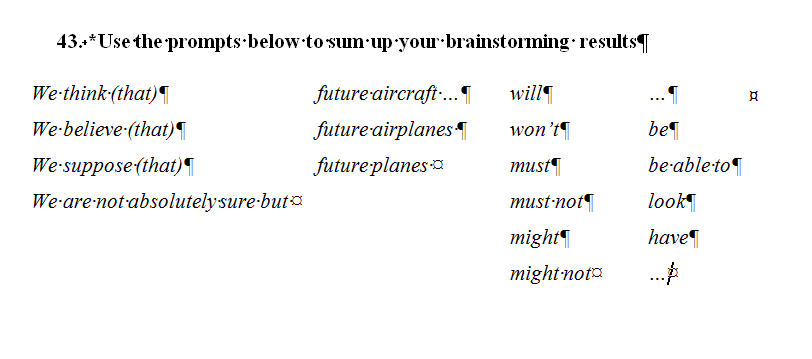 43. *Use the prompts below to sum up your brainstorming results
We think (that) future aircraft … will …
We believe (that) future airplanes won’t be
We suppose (that) future planes must be able to
We are not absolutely sure but must not look
might have
might not …